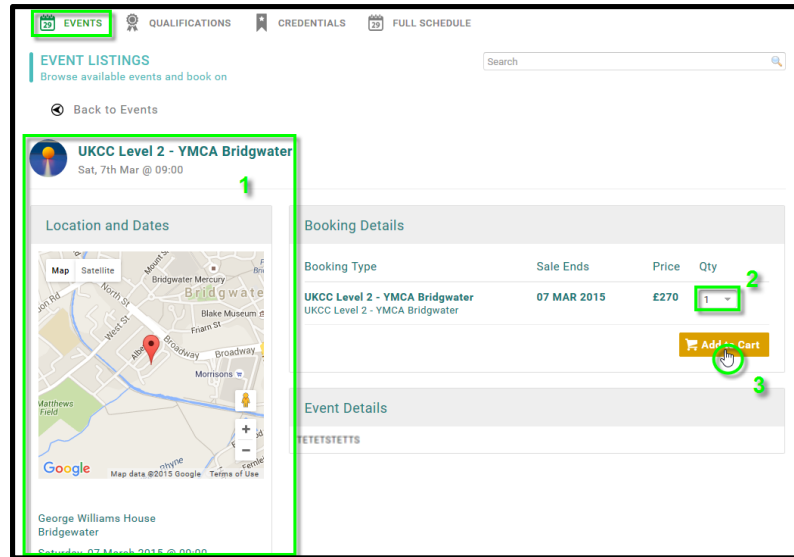 29 EVENTS QUALIFICATIONS CREDENTIALS 29 FULL SCHEDULE
EVENT LISTINGS
Browse available events and book on
Search
Back to Events
UKCC Level 2 - YMCA Bridgwater
Sat, 7th Mar @ 09:00
1
Location and Dates
Map Satellite
Mount
Bridgwater Mercury
North St
Bridgwate
West St
Blake Museum
Friarn St
Albe
Broadway
Broadway
Morrisons
Matthews
Field
Google
Map data ©2015 Google Terms of Use
George Williams House
Bridgewater
Saturday, 07 March 2015 @ 09:00
Booking Details
Booking Type Sale Ends Price Qty
2
UKCC Level 2 - YMCA Bridgwater 07 MAR 2015 £270 1
UKCC Level 2 - YMCA Bridgwater
Add to Cart
3
Event Details
TETETSTETTS